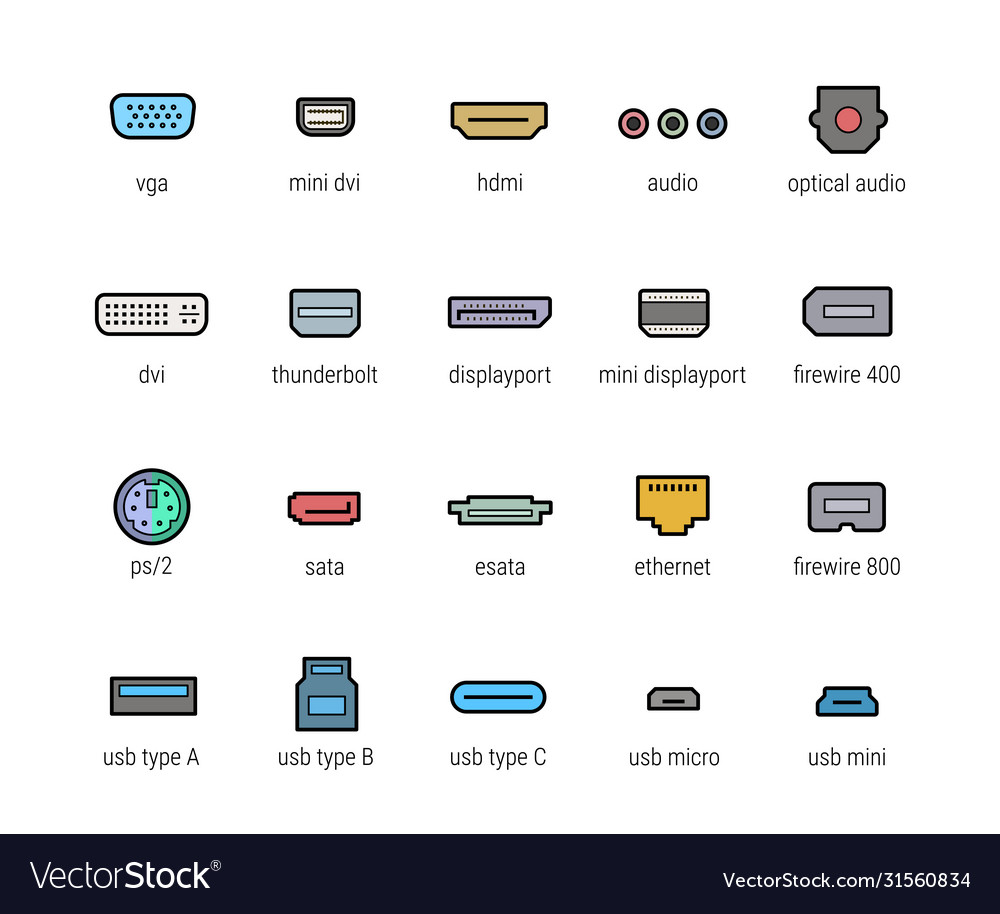 vga mini dvi hdmi audio optical audio
dvi thunderbolt displayport mini displayport firewire 400
ps/2 sata esata ethernet firewire 800
usb type A usb type B usb type C usb micro usb mini
VectorStock® VectorStock.com/31560834